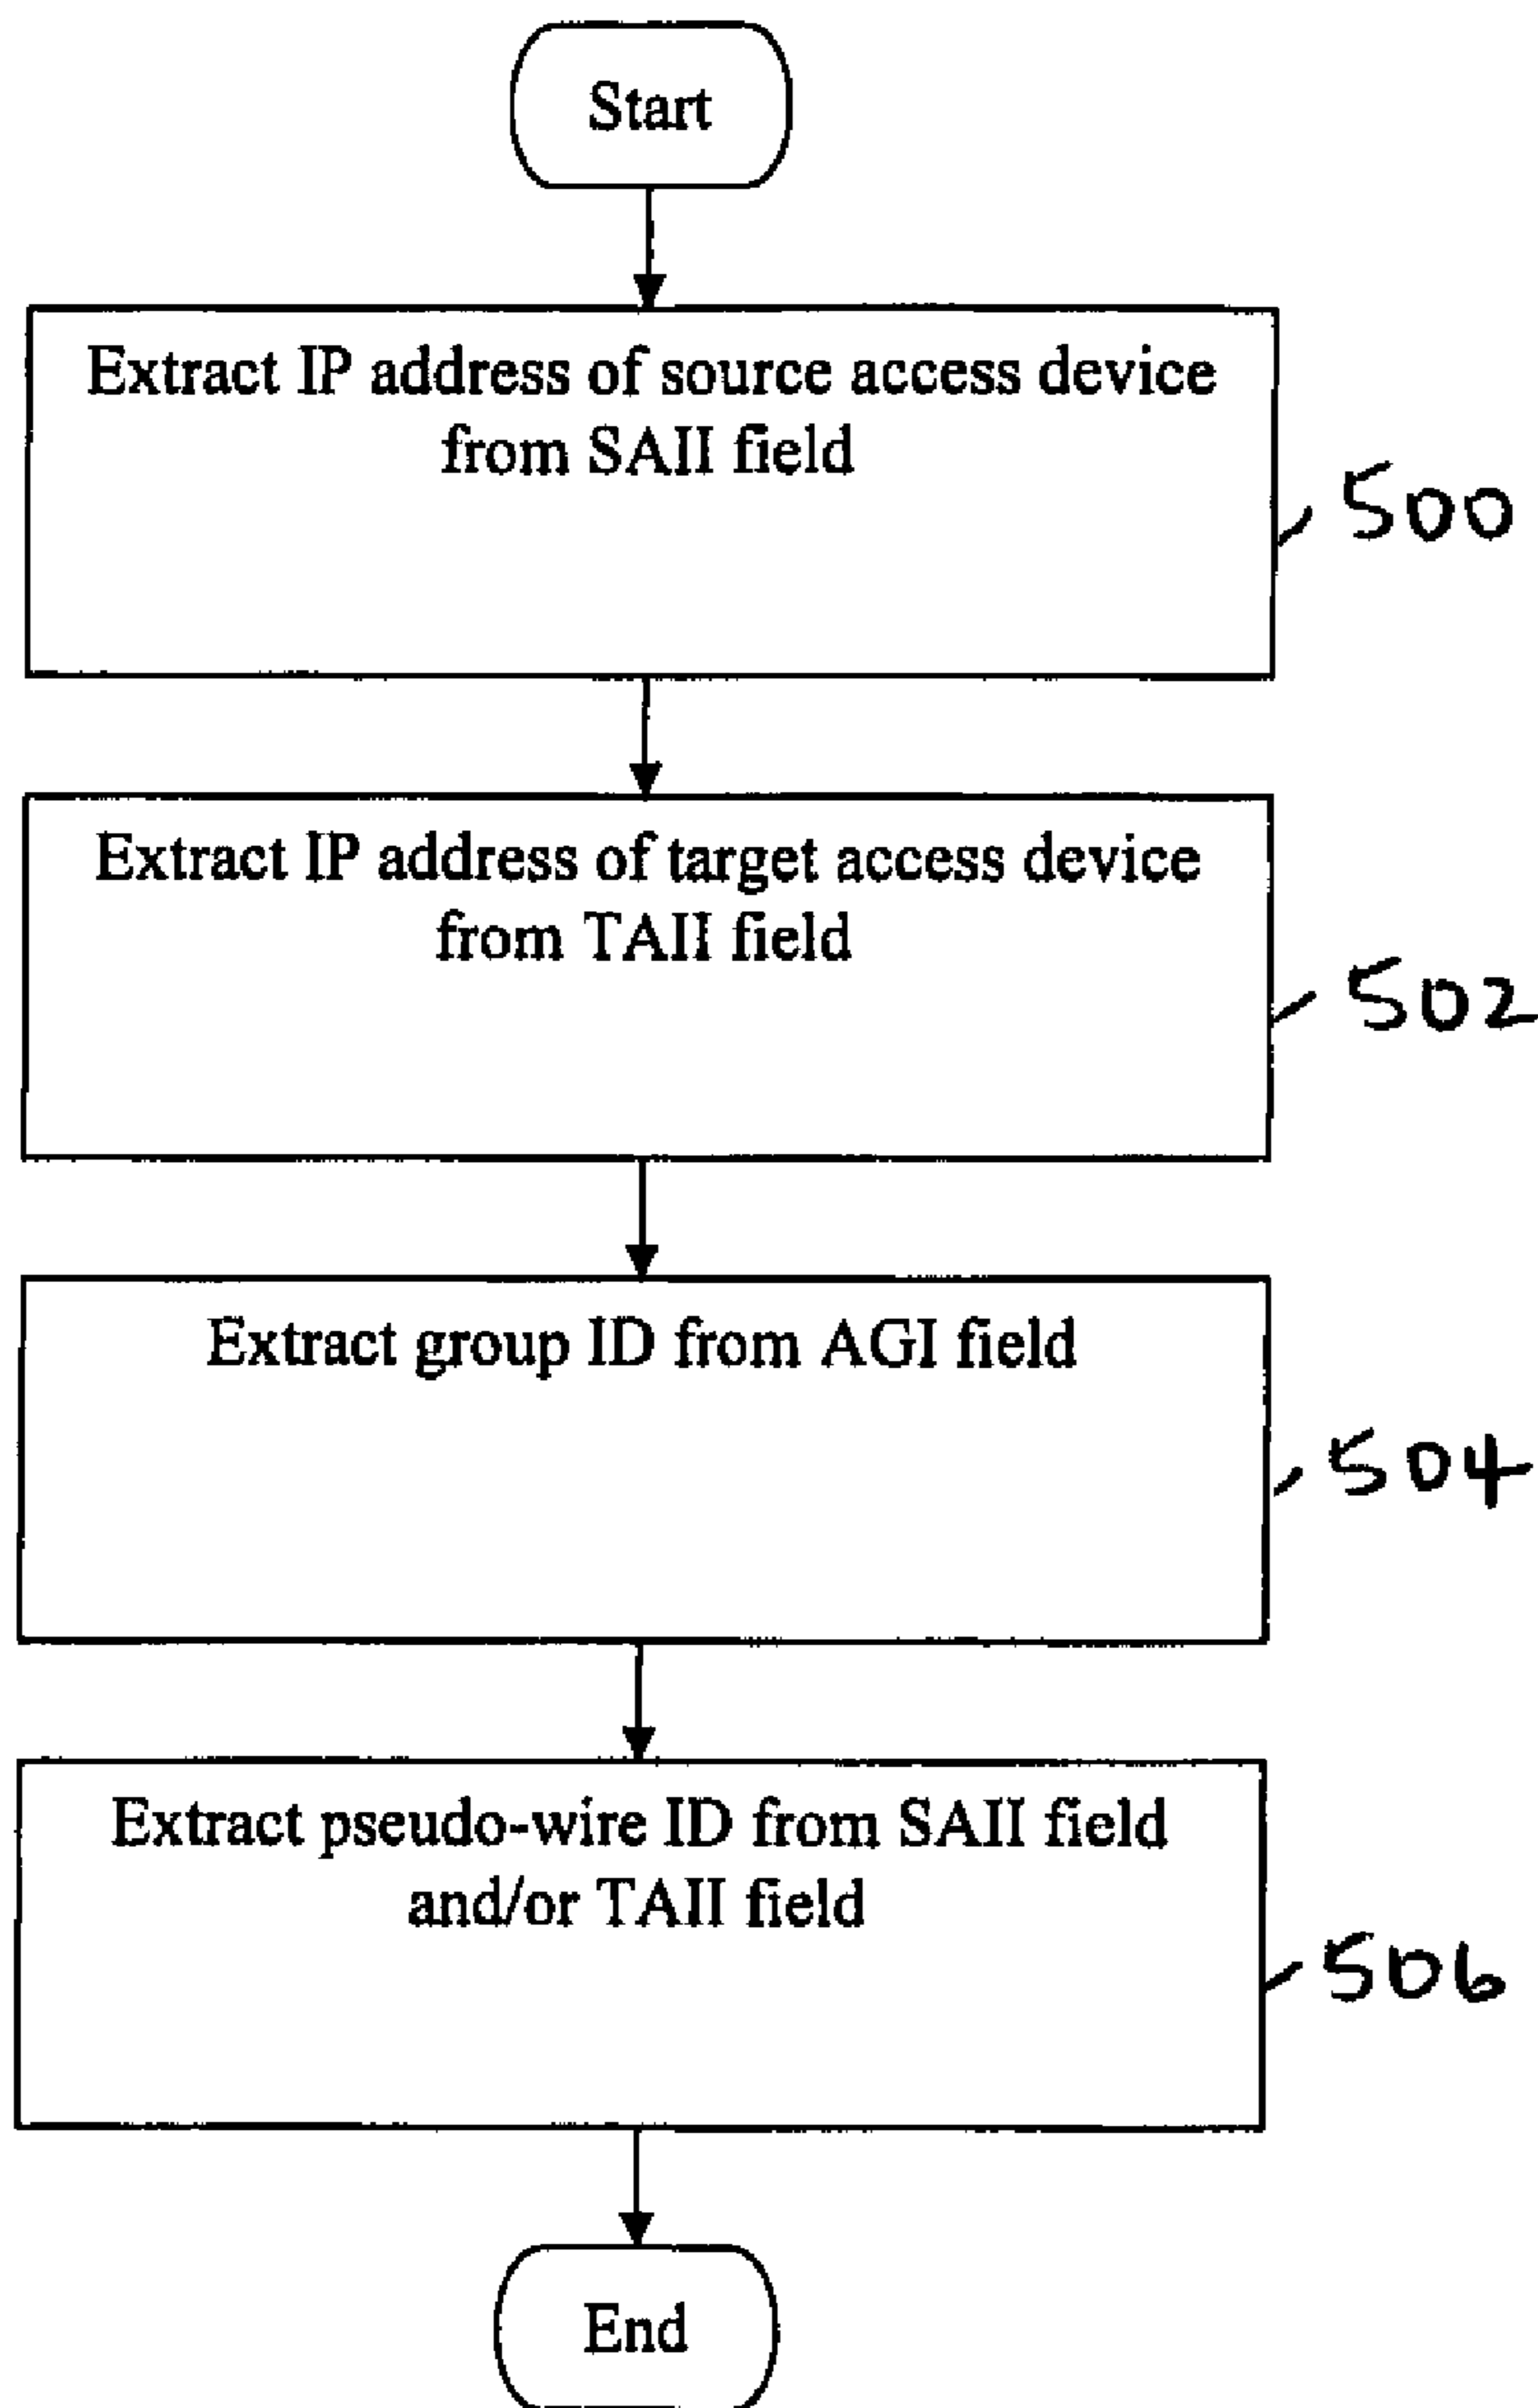 Start
Extract IP address of source access device
from SAII field
500
Extract IP address of target access device
from TAII field
502
Extract group ID from AGI field
504
Extract pseudo-wire ID from SAII field
and/or TAII field
506
End